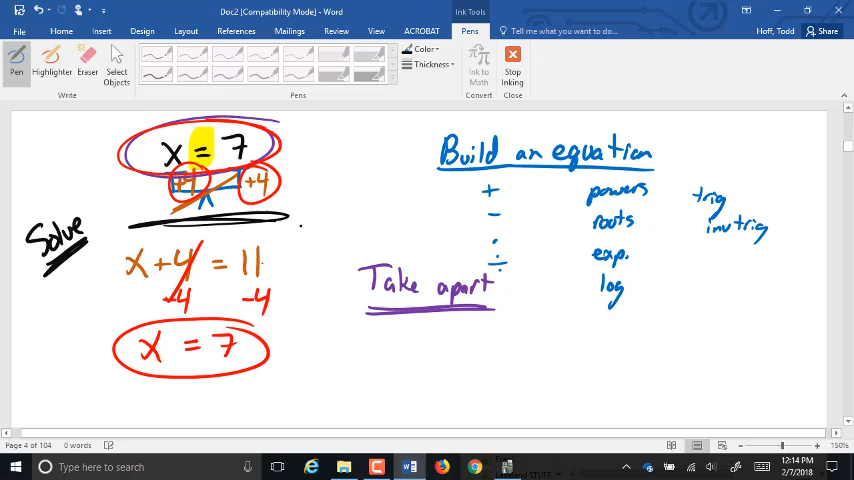 Doc2 [Compatibility Mode] - Word
Ink Tools
File Home Insert Design Layout References Mailings Review View ACROBAT Pens Tell me what you want to do... Hoff, Todd Share
Pen Highlighter Eraser Select Objects
Color
Thickness
Ink to Math
Stop Inking
Write Pens Convert Close
x = 7
+4 +4
Solve
x + 4 = 11
-4 -4
x = 7
Build an equation
+ powers trig
- roots inv trig
· exp.
÷ log
Take apart
Page 4 of 104 0 words 150%
Type here to search
12:14 PM
2/7/2018